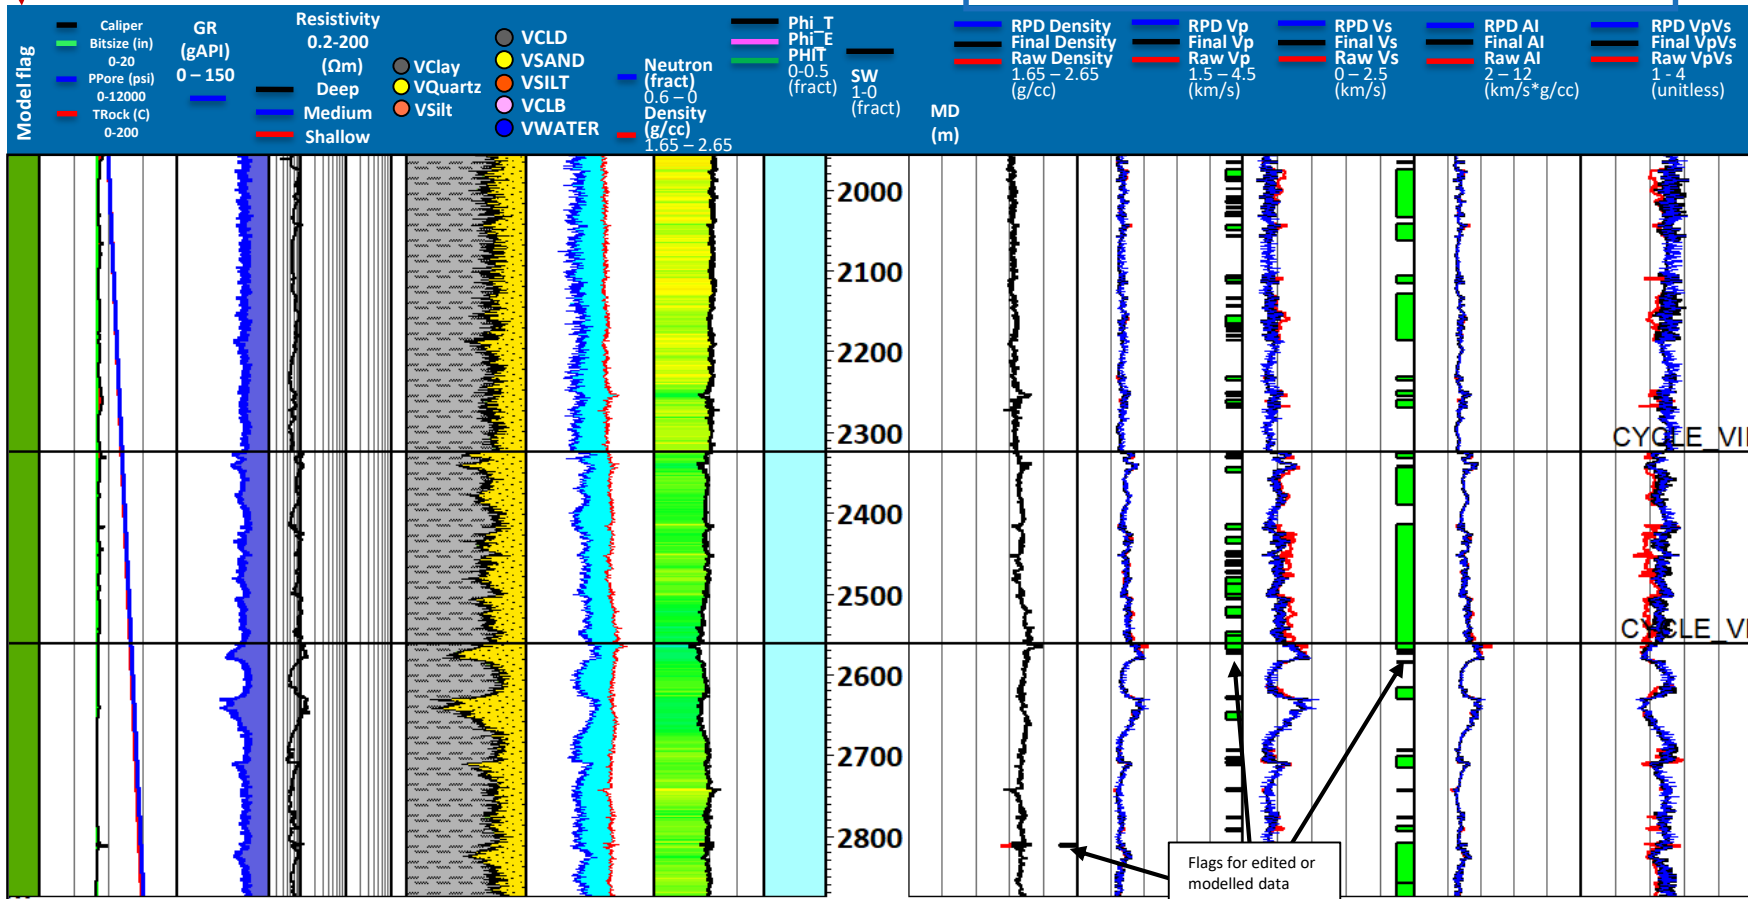 Model flag
Caliper
Bitsize (in)
0-20
PPore (psi)
0-12000
TRock (C)
0-200
GR
(gAPI)
0 – 150
Resistivity
0.2-200
(Ωm)
Deep
Medium
Shallow
VClay
VQuartz
VSilt
VCLD
VSAND
VSILT
VCLB
VWATER
Neutron
(fract)
0.6 – 0
Density
(g/cc)
1.65 – 2.65
Phi_T
Phi_E
PHIT
0-0.5
(fract)
SW
1-0
(fract)
MD
(m)
RPD Density
Final Density
Raw Density
1.65 – 2.65
(g/cc)
RPD Vp
Final Vp
Raw Vp
1.5 – 4.5
(km/s)
RPD Vs
Final Vs
Raw Vs
0 – 2.5
(km/s)
RPD AI
Final AI
Raw AI
2 – 12
(km/s*g/cc)
RPD VpVs
Final VpVs
Raw VpVs
1 - 4
(unitless)
2000
2100
2200
2300
CYCLE_VII
2400
2500
CYCLE_VI
2600
2700
2800
Flags for edited or
modelled data